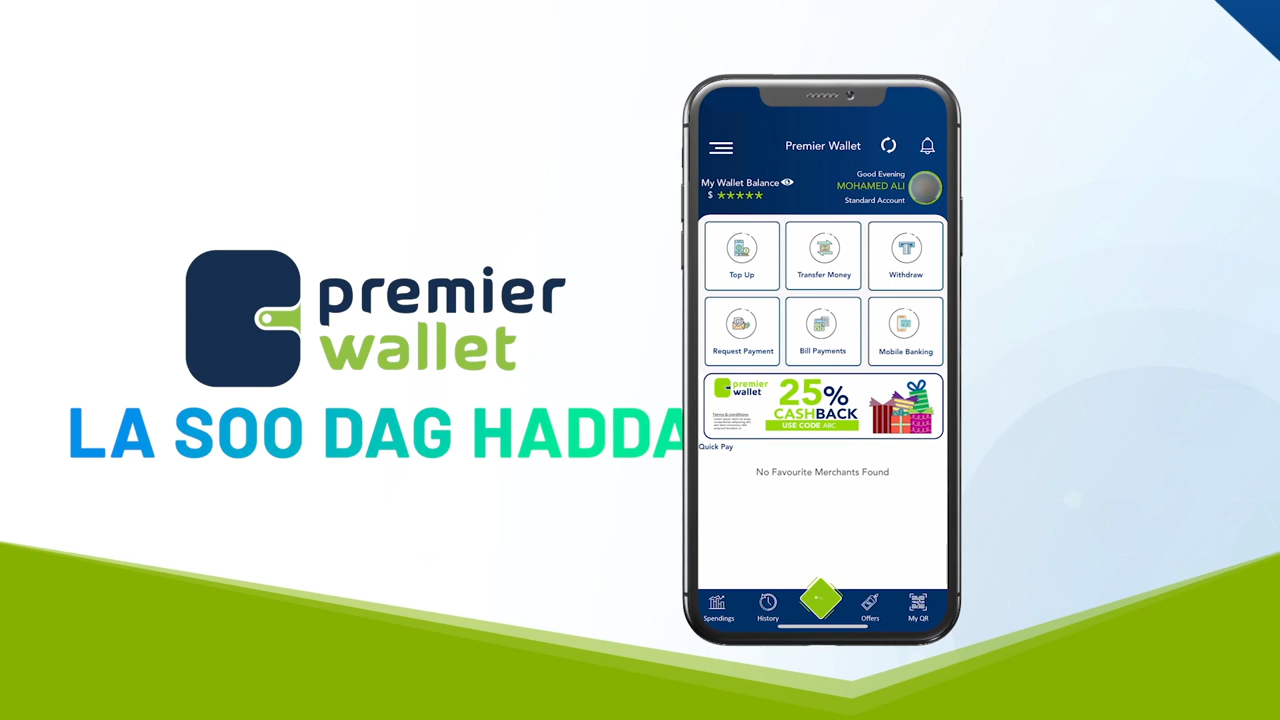 premier
wallet
LA SOO DAG HADDA
Premier Wallet
My Wallet Balance
$ *****
Good Evening
MOHAMED ALI
Standard Account
Top Up
Transfer Money
Withdraw
Request Payment
Bill Payments
Mobile Banking
premier
wallet
Terms & conditions
25%
CASHBACK
USE CODE ABC
Quick Pay
No Favourite Merchants Found
Spendings
History
Offers
My QR